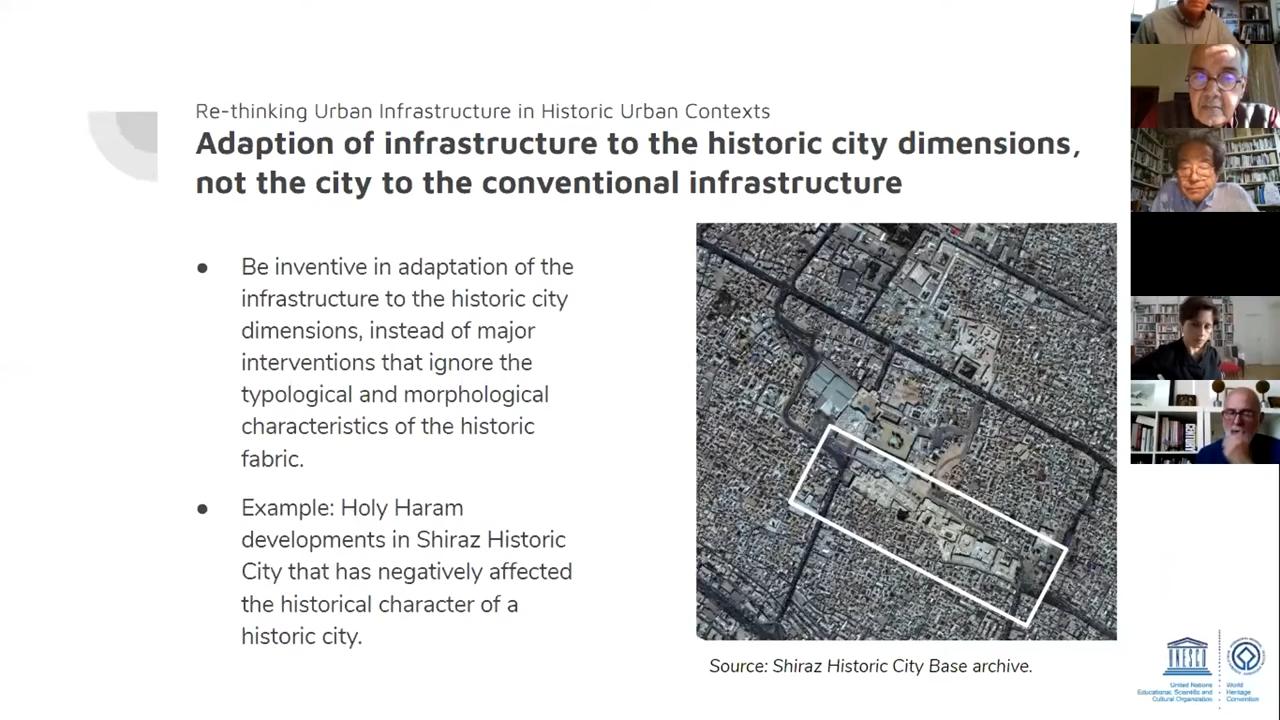 Re-thinking Urban Infrastructure in Historic Urban Contexts
Adaption of infrastructure to the historic city dimensions,
not the city to the conventional infrastructure
● Be inventive in adaptation of the
infrastructure to the historic city
dimensions, instead of major
interventions that ignore the
typological and morphological
characteristics of the historic
fabric.
● Example: Holy Haram
developments in Shiraz Historic
City that has negatively affected
the historical character of a
historic city.
Source: Shiraz Historic City Base archive.
UNESCO
United Nations
Educational, Scientific and
Cultural Organization
World
Heritage
Convention